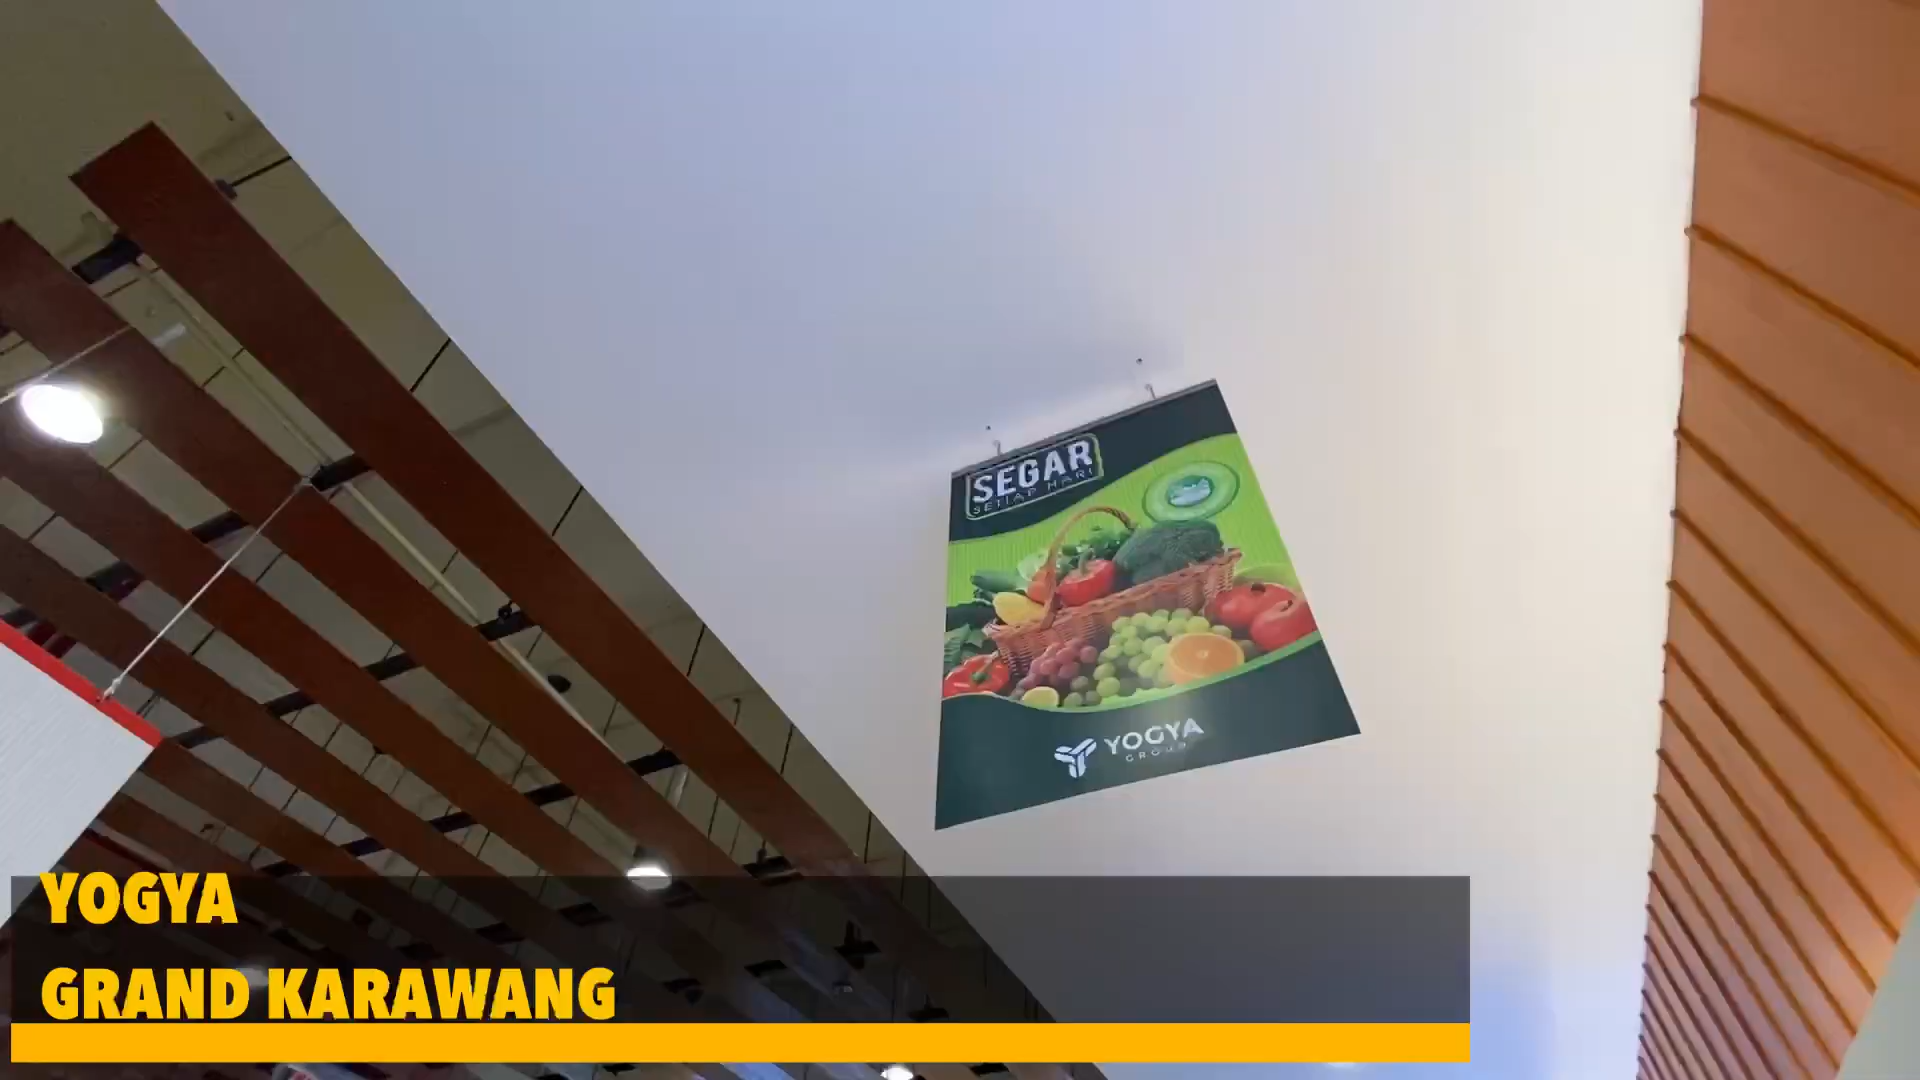 SEGAR
SETIAP HARI
YOGYA
GROUP
YOGYA
GRAND KARAWANG